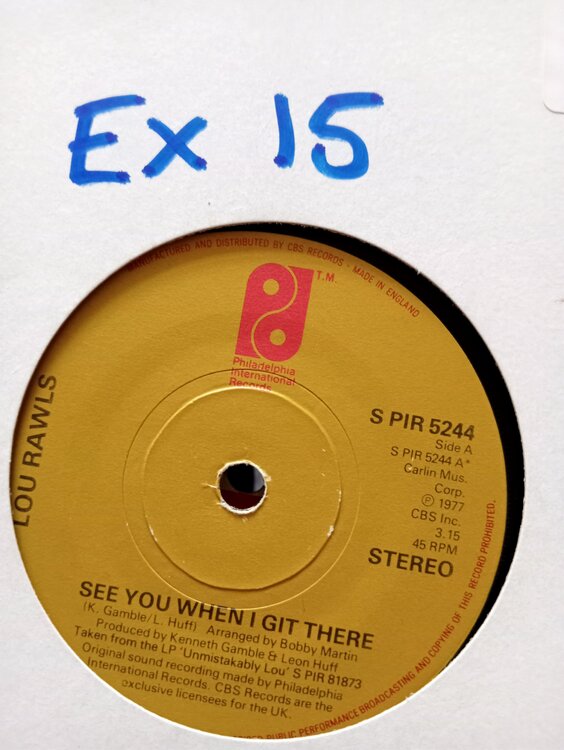 Ex 15
MANUFACTURED AND DISTRIBUTED BY CBS RECORDS - MADE IN ENGLAND
T.M.
Philadelphia
International
Records
LOU RAWLS
S PIR 5244
Side A
S PIR 5244 A*
Carlin Mus.
Corp.
℗ 1977
CBS Inc.
3.15
45 RPM
STEREO
SEE YOU WHEN I GIT THERE
(K. Gamble/L. Huff) Arranged by Bobby Martin
Produced by Kenneth Gamble & Leon Huff
Taken from the LP 'Unmistakably Lou' S PIR 81873
Original sound recording made by Philadelphia
International Records. CBS Records are the
exclusive licensees for the UK.
PUBLIC PERFORMANCE BROADCASTING AND COPYING OF THIS RECORD PROHIBITED.